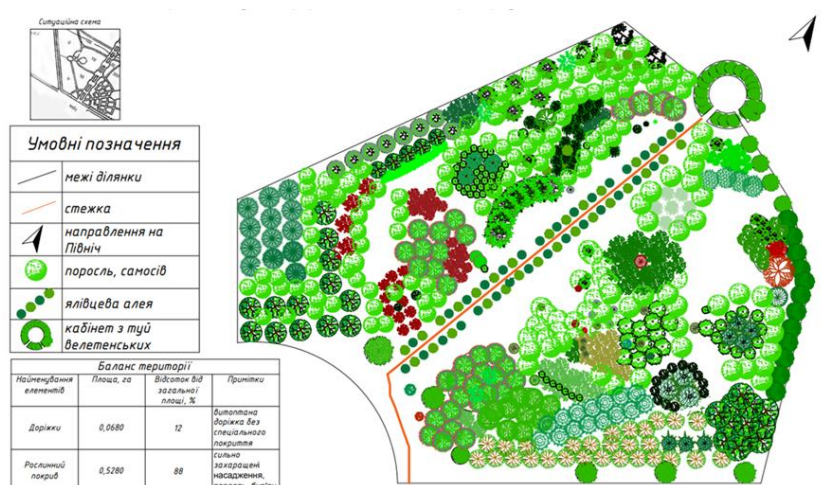 Ситуаційна схема
Умовні позначення
межі ділянки
стежка
направлення на
Північ
поросль, самосів
ялівцева алея
кабінет з туй
велетенських
Баланс території
Найменування
елементів
Площа, га
Відсоток від
загальної
площі, %
Примітки
Доріжки
0,0680
12
витоптана
доріжка без
спеціального
покриття
Рослинний
покрив
0,5280
88
сильно
захаращені
насадження,